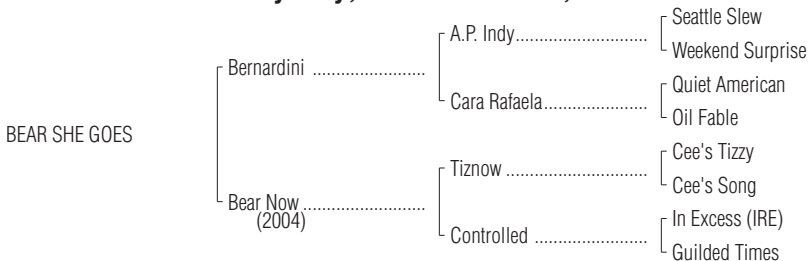 Seattle Slew
A.P. Indy..............................
Weekend Surprise
Bernardini ..........................
Quiet American
Cara Rafaela........................
Oil Fable
BEAR SHE GOES
Cee's Tizzy
Tiznow ................................
Cee's Song
Bear Now ............................
(2004)
In Excess (IRE)
Controlled ..........................
Guilded Times